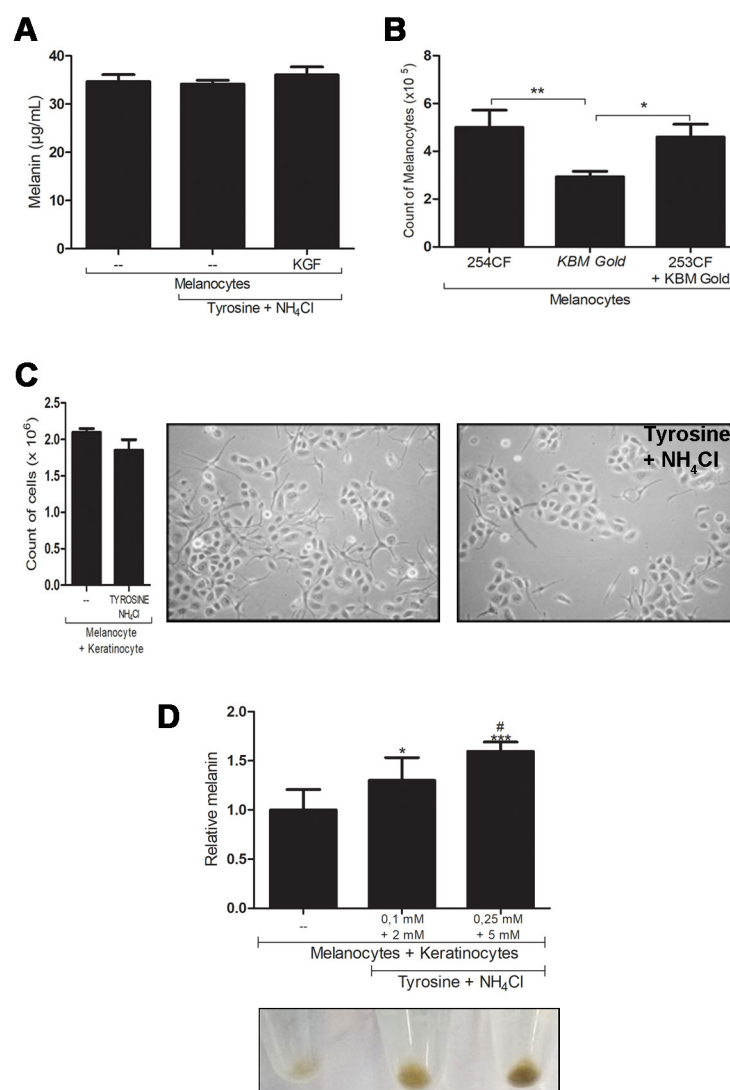 A
Melanin (µg/mL)
40
30
20
10
0
--
--
KGF
Melanocytes
Tyrosine + NH4Cl
B
Count of Melanocytes (x10 5)
8
6
4
2
0
**
*
254CF
KBM Gold
253CF
+ KBM Gold
Melanocytes
C
Count of cells (x 10⁶)
2.5
2.0
1.5
1.0
0.5
0.0
--
TYROSINE
NH4Cl
Melanocyte
+ Keratinocyte
Tyrosine
+ NH4Cl
D
Relative melanin
2.0
1.5
1.0
0.5
0.0
*
#
***
--
0,1 mM
+ 2 mM
0,25 mM
+ 5 mM
Melanocytes + Keratinocytes
Tyrosine + NH4Cl